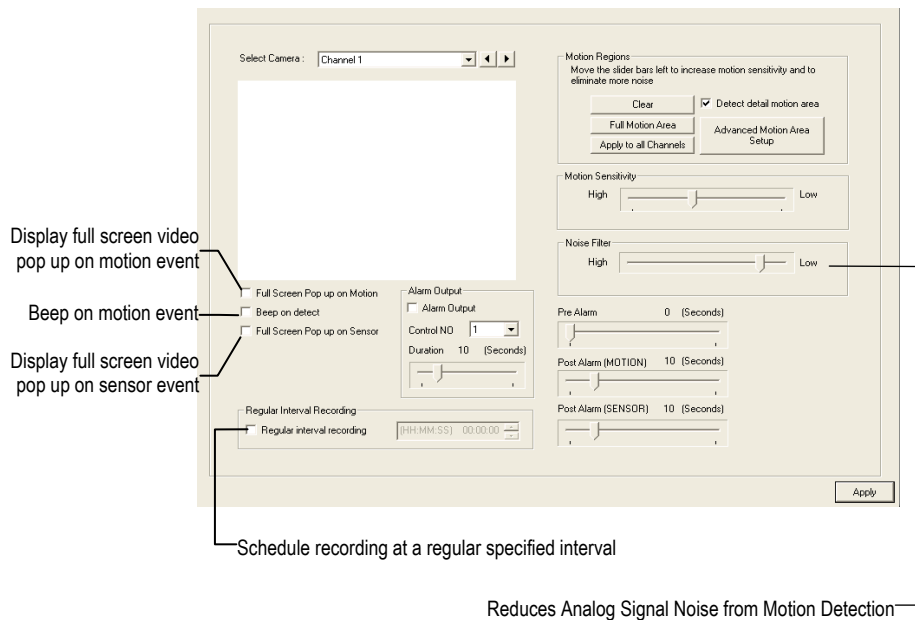 Select Camera :
Channel 1
Motion Regions
Move the slider bars left to increase motion sensitivity and to
eliminate more noise
Clear
Detect detail motion area
Full Motion Area
Advanced Motion Area
Setup
Apply to all Channels
Motion Sensitivity
High
Low
Noise Filter
High
Low
Display full screen video
pop up on motion event
Beep on motion event
Display full screen video
pop up on sensor event
Full Screen Pop up on Motion
Beep on detect
Full Screen Pop up on Sensor
Alarm Output
Alarm Output
Control NO
1
Duration 10 (Seconds)
Pre Alarm 0 (Seconds)
Post Alarm (MOTION) 10 (Seconds)
Post Alarm (SENSOR) 10 (Seconds)
Regular Interval Recording
Regular interval recording
(HH:MM:SS) 00:00:00
Apply
Schedule recording at a regular specified interval
Reduces Analog Signal Noise from Motion Detection